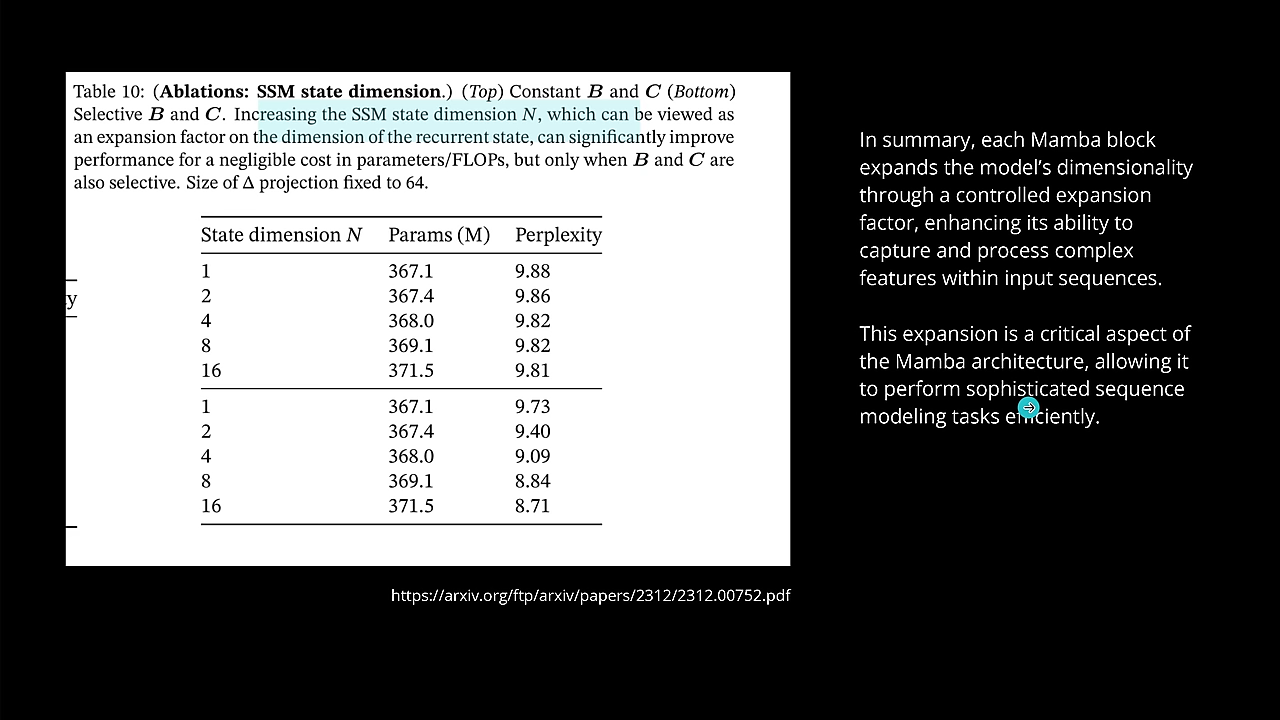 Table 10: (Ablations: SSM state dimension.) (Top) Constant B and C (Bottom)
Selective B and C. Increasing the SSM state dimension N, which can be viewed as
an expansion factor on the dimension of the recurrent state, can significantly improve
performance for a negligible cost in parameters/FLOPs, but only when B and C are
also selective. Size of Δ projection fixed to 64.
State dimension N Params (M) Perplexity
1 367.1 9.88
2 367.4 9.86
4 368.0 9.82
8 369.1 9.82
16 371.5 9.81
1 367.1 9.73
2 367.4 9.40
4 368.0 9.09
8 369.1 8.84
16 371.5 8.71
y
https://arxiv.org/ftp/arxiv/papers/2312/2312.00752.pdf
In summary, each Mamba block
expands the model's dimensionality
through a controlled expansion
factor, enhancing its ability to
capture and process complex
features within input sequences.
This expansion is a critical aspect of
the Mamba architecture, allowing it
to perform sophisticated sequence
modeling tasks efficiently.